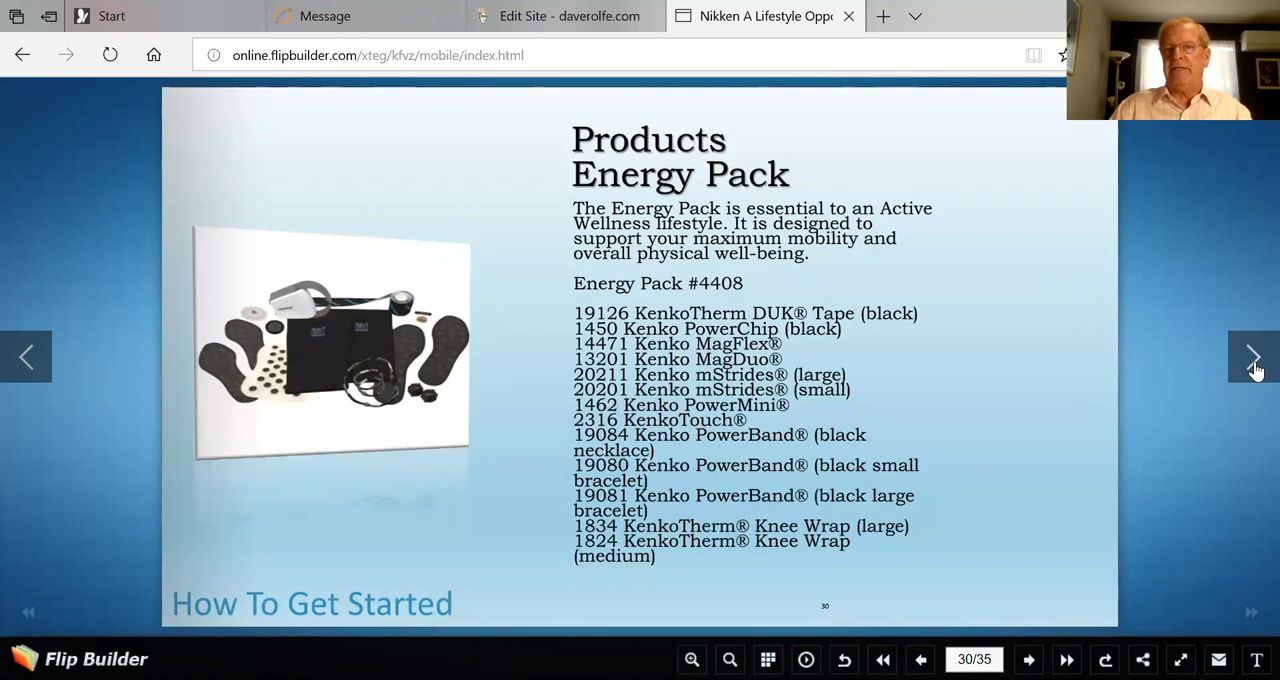 Start
Message
Edit Site - daverolfe.com
Nikken A Lifestyle Oppo
online.flipbuilder.com/xteg/kfvz/mobile/index.html
Products
Energy Pack
The Energy Pack is essential to an Active
Wellness lifestyle. It is designed to
support your maximum mobility and
overall physical well-being.
Energy Pack #4408
19126 KenkoTherm DUK® Tape (black)
1450 Kenko PowerChip (black)
14471 Kenko MagFlex®
13201 Kenko MagDuo®
20211 Kenko mStrides® (large)
20201 Kenko mStrides® (small)
1462 Kenko PowerMini®
2316 KenkoTouch®
19084 Kenko PowerBand® (black
necklace)
19080 Kenko PowerBand® (black small
bracelet)
19081 Kenko PowerBand® (black large
bracelet)
1834 KenkoTherm® Knee Wrap (large)
1824 KenkoTherm® Knee Wrap
(medium)
How To Get Started
30
Flip Builder
30/35
T